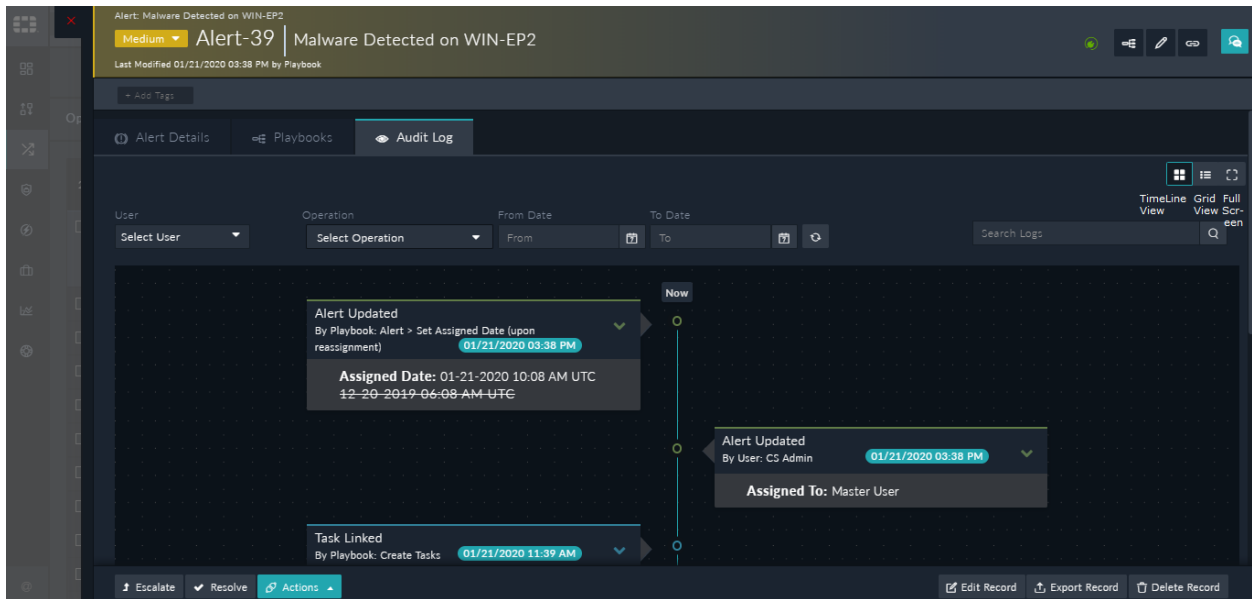 Alert: Malware Detected on WIN-EP2
Medium Alert-39 Malware Detected on WIN-EP2
Last Modified 01/21/2020 03:38 PM by Playbook
+ Add Tags
Alert Details Playbooks Audit Log
TimeLine Grid Full
View View Scr-
een
User Operation From Date To Date
Select User Select Operation From To Search Logs
Now
Alert Updated
By Playbook: Alert > Set Assigned Date (upon
reassignment) 01/21/2020 03:38 PM
Assigned Date: 01-21-2020 10:08 AM UTC
12-20-2019 06:08 AM UTC
Alert Updated
By User: CS Admin 01/21/2020 03:38 PM
Assigned To: Master User
Task Linked
By Playbook: Create Tasks 01/21/2020 11:39 AM
Escalate Resolve Actions Edit Record Export Record Delete Record